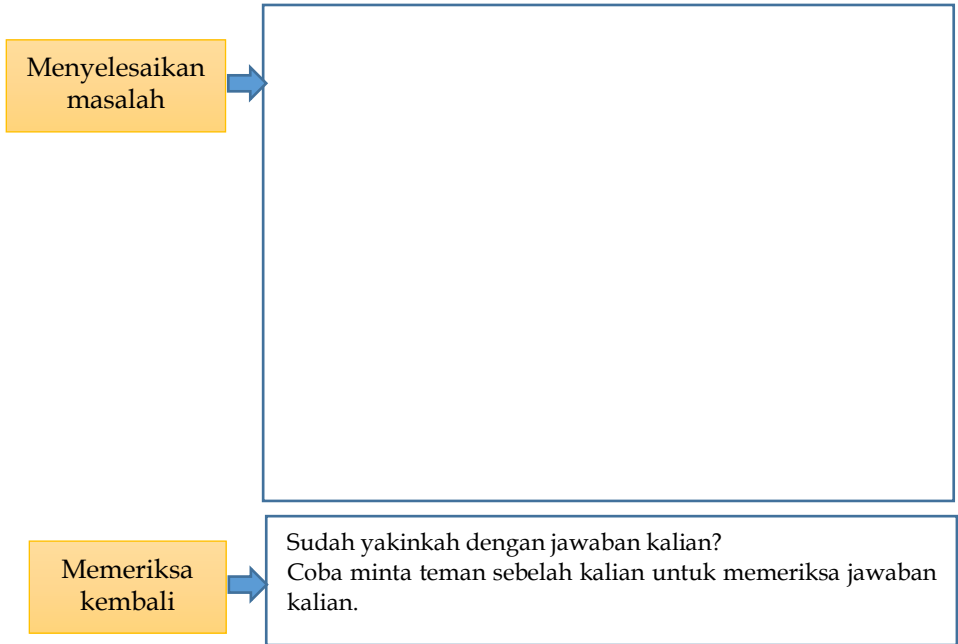 Menyelesaikan
masalah
Memeriksa
kembali
Sudah yakinkah dengan jawaban kalian?
Coba minta teman sebelah kalian untuk memeriksa jawaban
kalian.